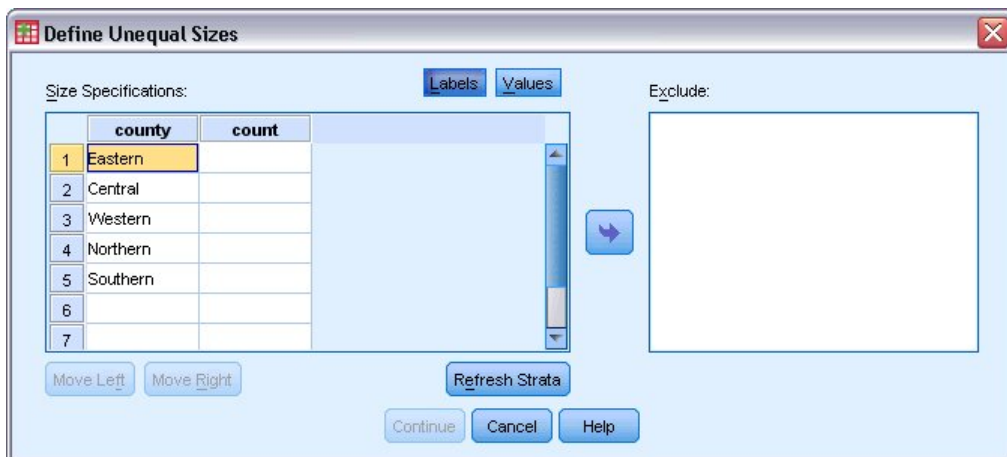 Define Unequal Sizes
Size Specifications:
Labels
Values
Exclude:
county count
1 Eastern
2 Central
3 Western
4 Northern
5 Southern
6
7
Move Left
Move Right
Refresh Strata
Continue
Cancel
Help